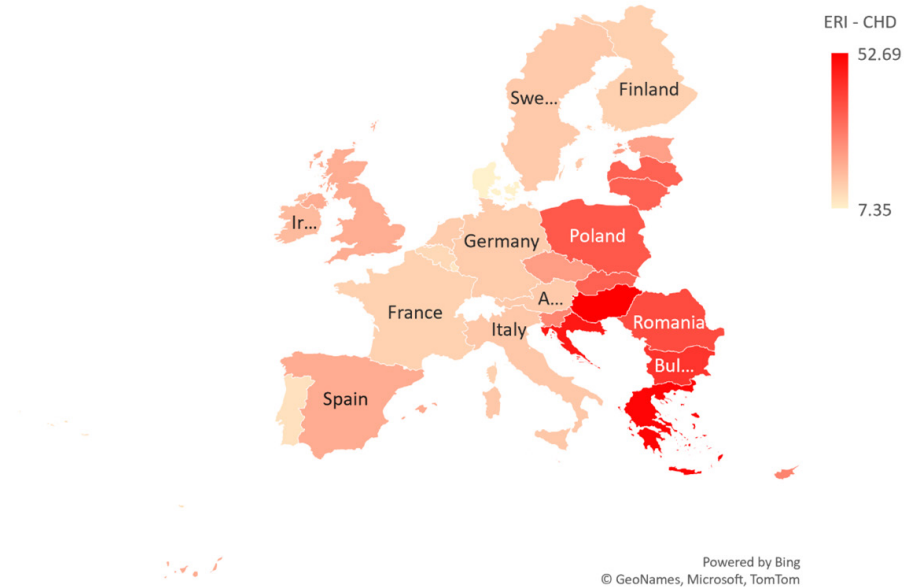 ERI - CHD
52.69
7.35
Finland
Swe...
Ir...
Germany
Poland
A...
France
Italy
Romania
Bul...
Spain
Powered by Bing
© GeoNames, Microsoft, TomTom